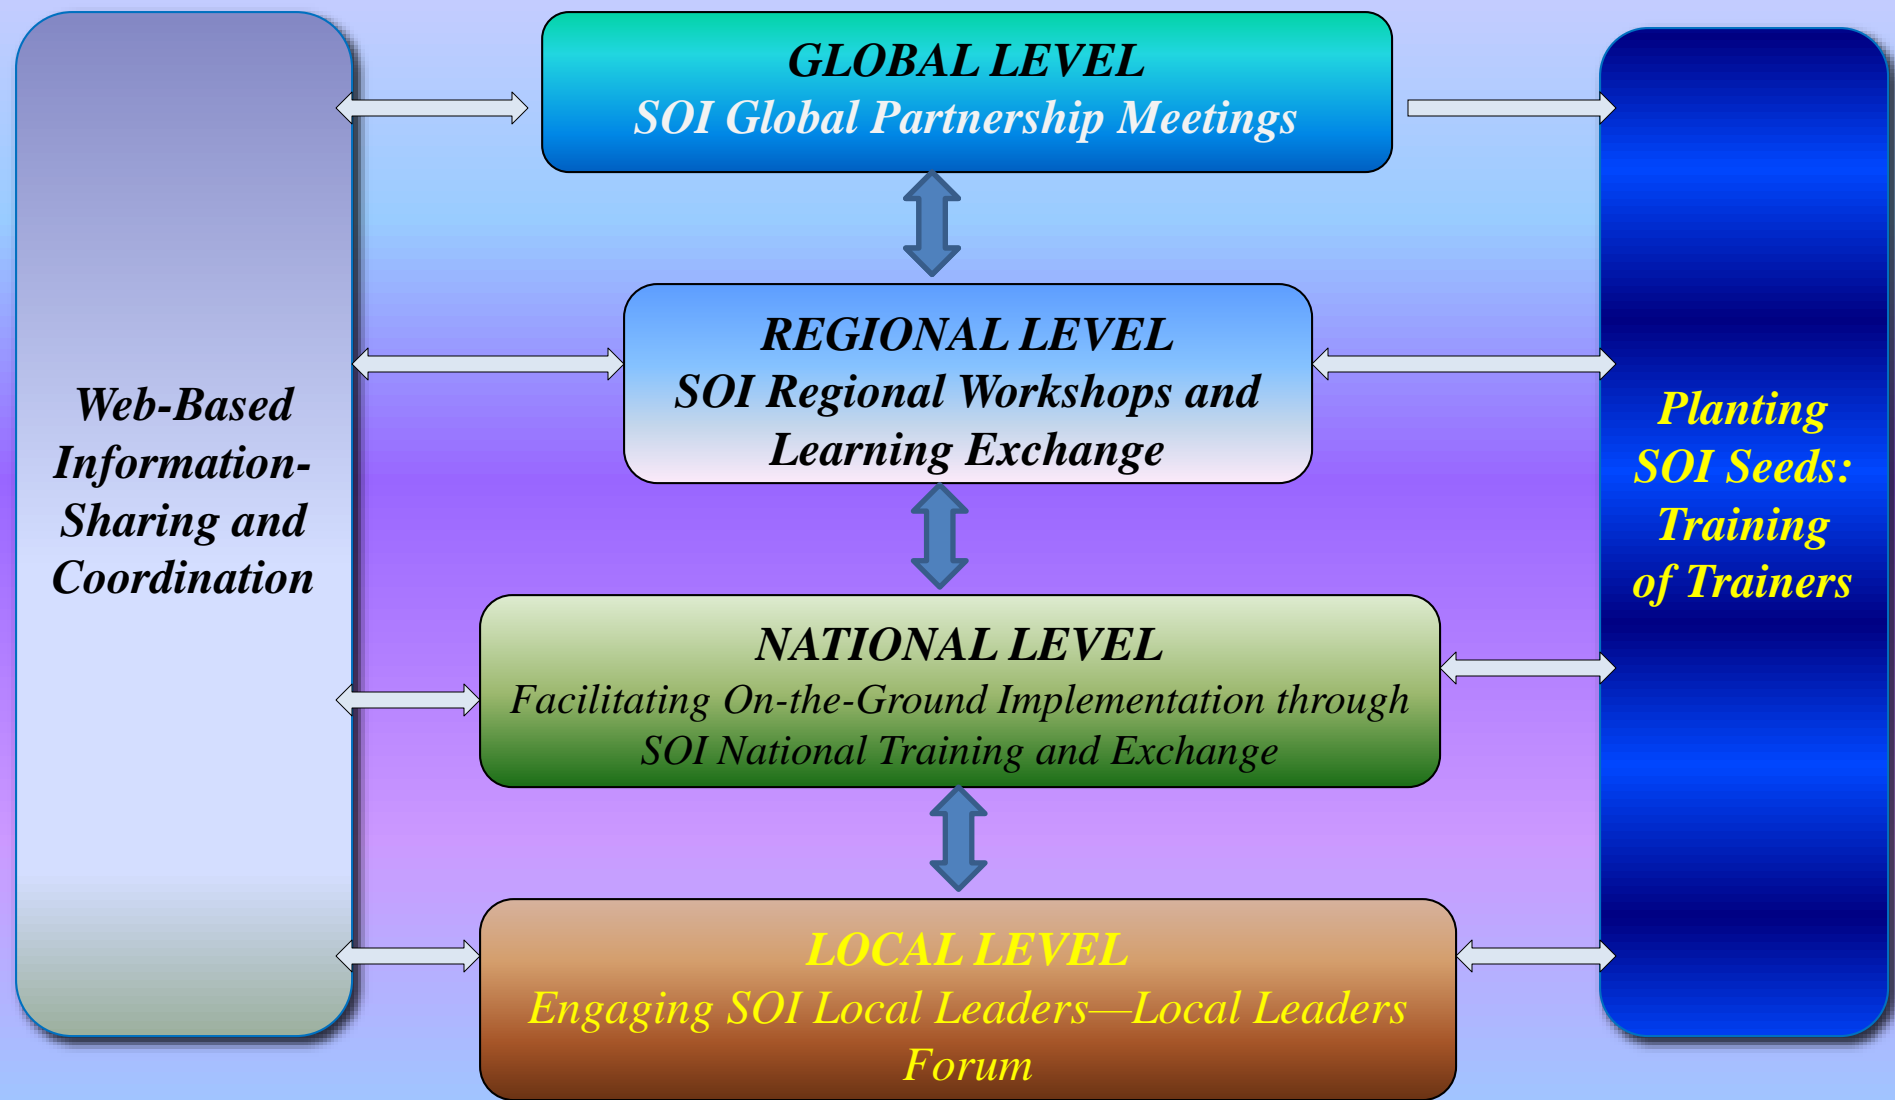 Web-Based
Information-
Sharing and
Coordination
GLOBAL LEVEL
SOI Global Partnership Meetings
REGIONAL LEVEL
SOI Regional Workshops and
Learning Exchange
NATIONAL LEVEL
Facilitating On-the-Ground Implementation through
SOI National Training and Exchange
LOCAL LEVEL
Engaging SOI Local Leaders—Local Leaders
Forum
Planting
SOI Seeds:
Training
of Trainers